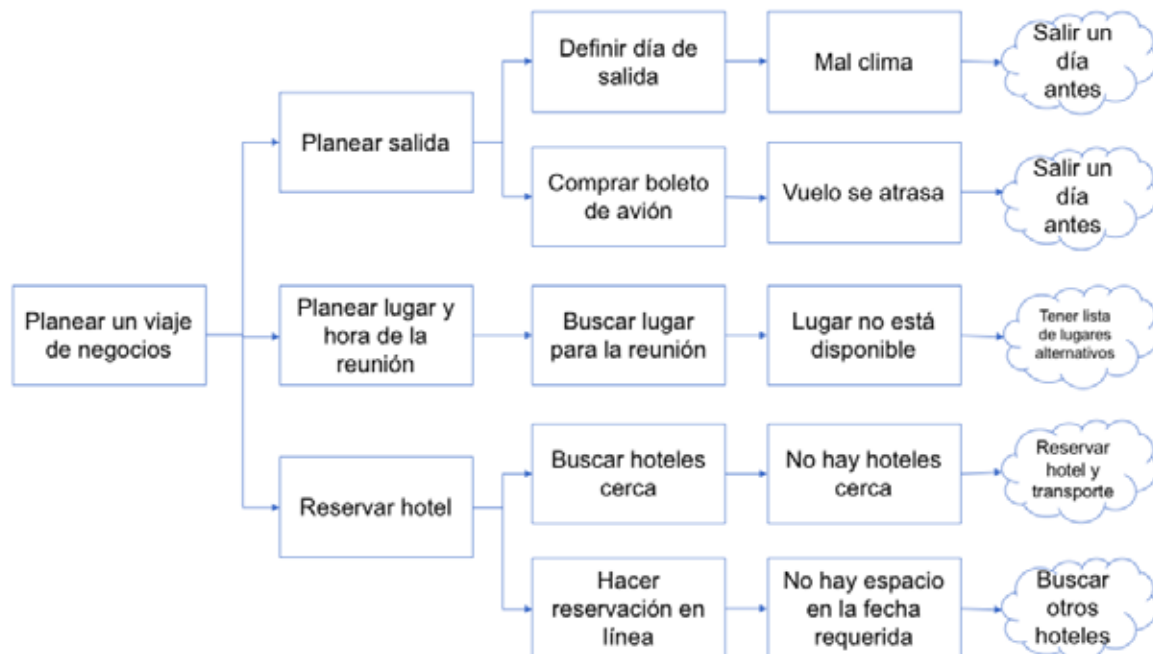 Planear un viaje
de negocios
Planear salida
Definir día de
salida
Mal clima
Salir un
día
antes
Comprar boleto
de avión
Vuelo se atrasa
Salir un
día
antes
Planear lugar y
hora de la
reunión
Buscar lugar
para la reunión
Lugar no está
disponible
Tener lista
de lugares
alternativos
Reservar hotel
Buscar hoteles
cerca
No hay hoteles
cerca
Reservar
hotel y
transporte
Hacer
reservación en
línea
No hay espacio
en la fecha
requerida
Buscar
otros
hoteles